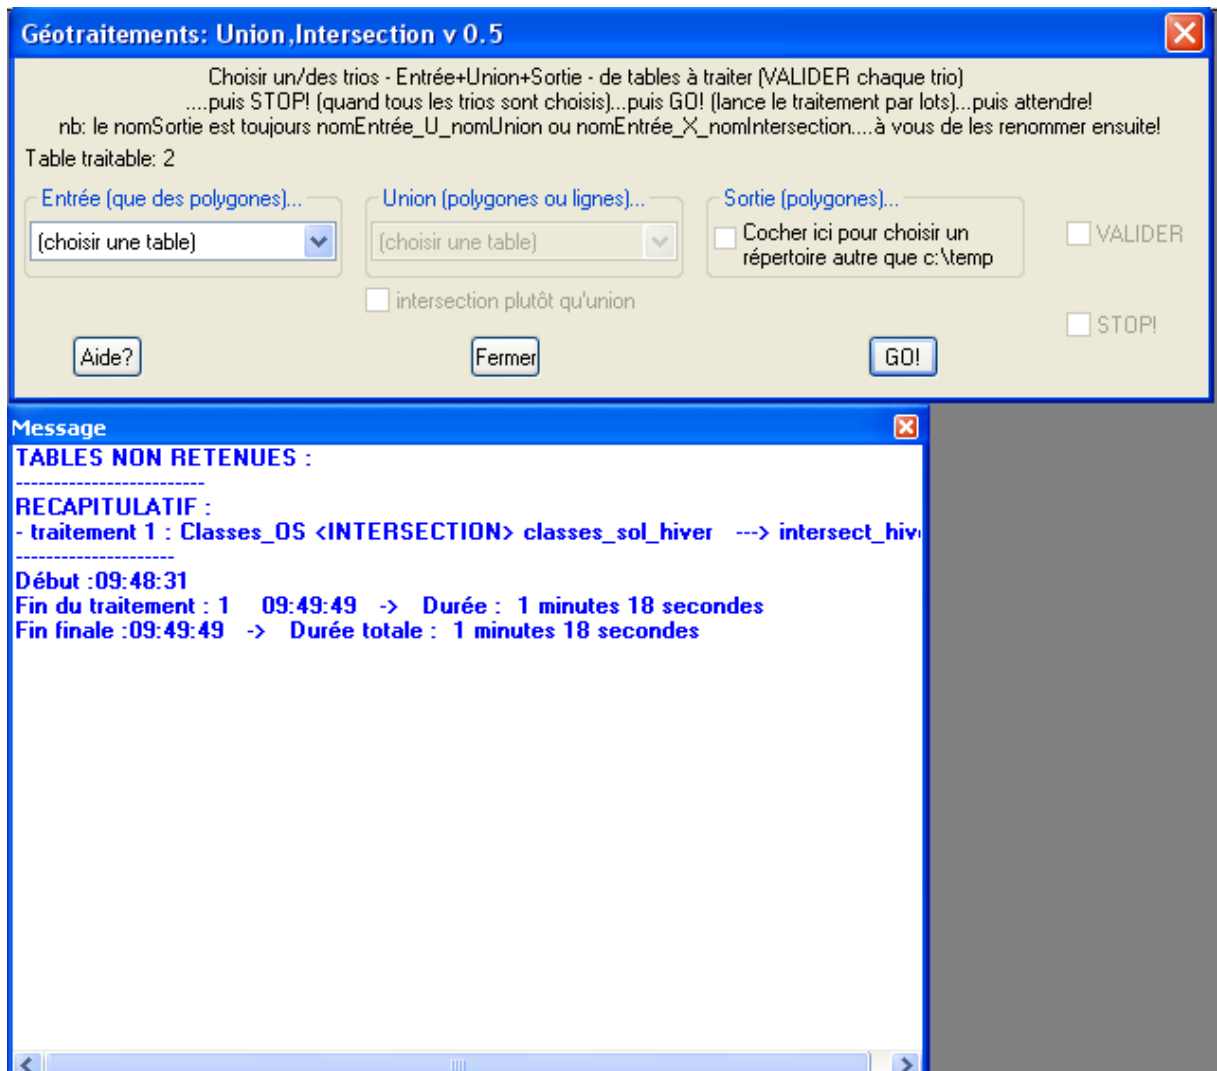 Géotraitements: Union,Intersection v 0.5
Choisir un/des trios - Entrée+Union+Sortie - de tables à traiter (VALIDER chaque trio)
....puis STOP! (quand tous les trios sont choisis)...puis GO! (lance le traitement par lots)...puis attendre!
nb: le nomSortie est toujours nomEntrée_U_nomUnion ou nomEntrée_X_nomIntersection....à vous de les renommer ensuite!
Table traitable: 2
Entrée (que des polygones)...
(choisir une table)
Union (polygones ou lignes)...
(choisir une table)
intersection plutôt qu'union
Sortie (polygones)...
Cocher ici pour choisir un
répertoire autre que c:\temp
VALIDER
STOP!
Aide?
Fermer
GO!
Message
TABLES NON RETENUES :
-------------------------
RECAPITULATIF :
- traitement 1 : Classes_OS <INTERSECTION> classes_sol_hiver ---> intersect_hiv
---------------------
Début :09:48:31
Fin du traitement : 1 09:49:49 -> Durée : 1 minutes 18 secondes
Fin finale :09:49:49 -> Durée totale : 1 minutes 18 secondes